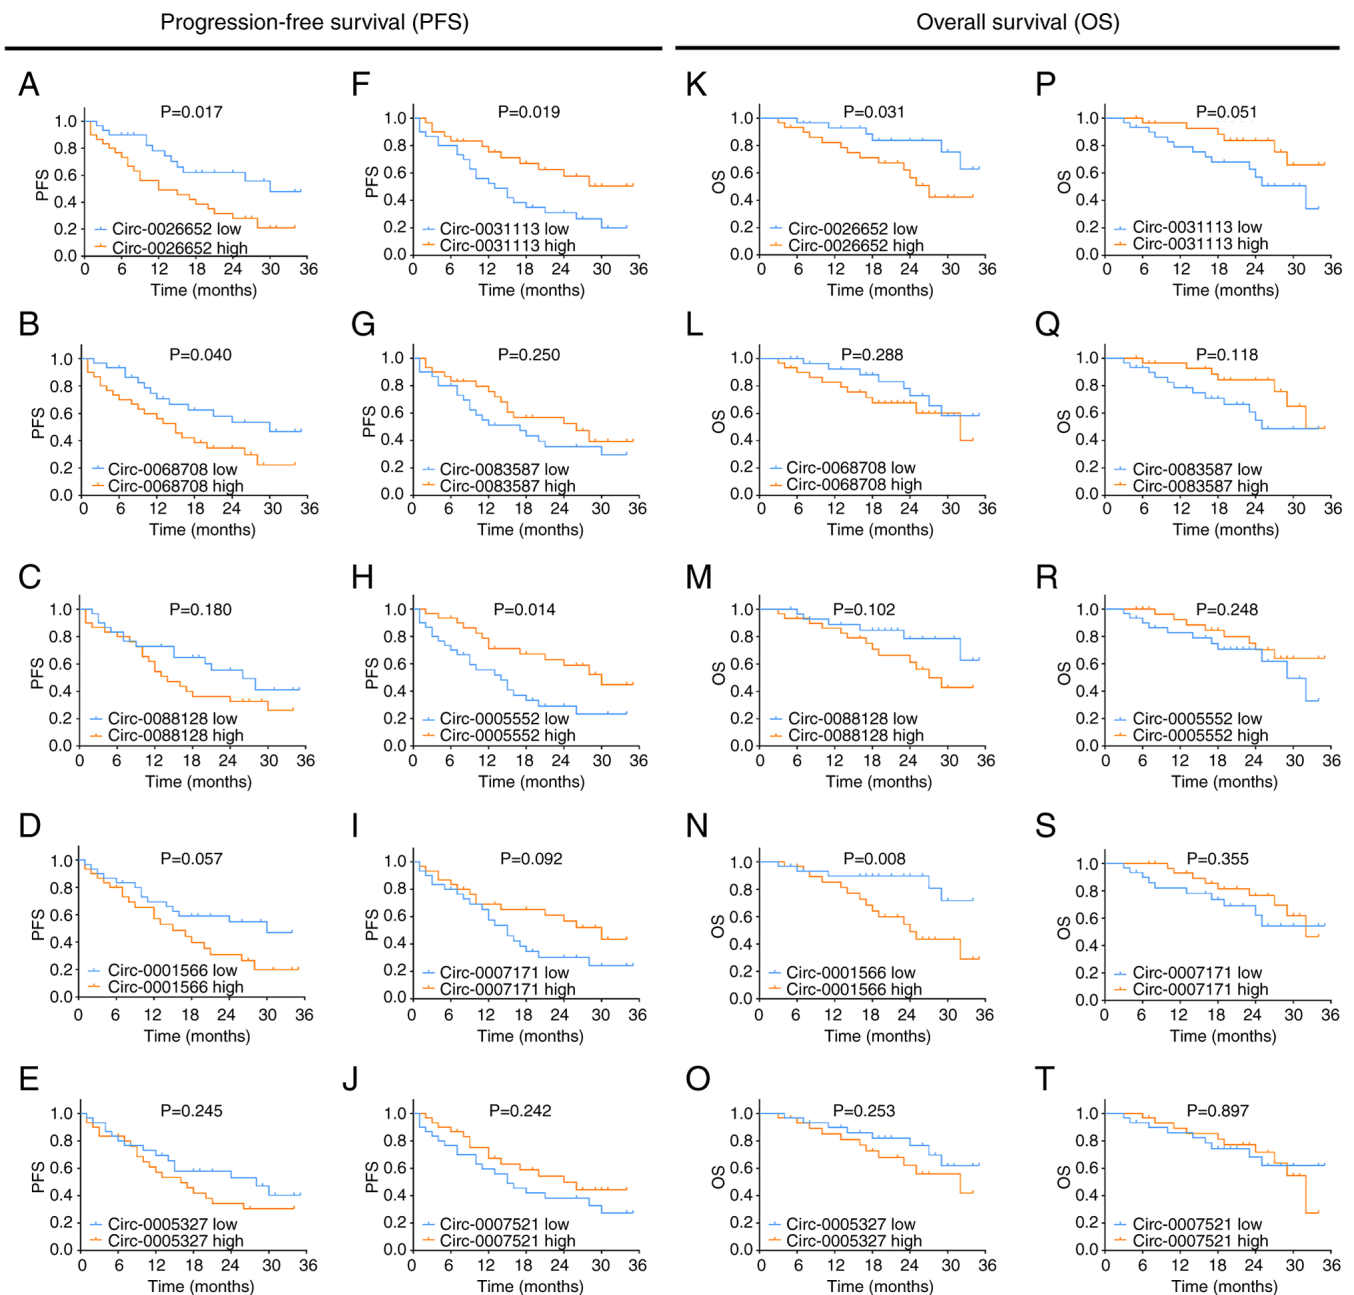 Progression-free survival (PFS)
Overall survival (OS)
A
P=0.017
PFS
1.0
0.8
0.6
0.4
0.2
0.0
Circ-0026652 low
Circ-0026652 high
0 6 12 18 24 30 36
Time (months)
F
P=0.019
PFS
1.0
0.8
0.6
0.4
0.2
0.0
Circ-0031113 low
Circ-0031113 high
0 6 12 18 24 30 36
Time (months)
K
P=0.031
OS
1.0
0.8
0.6
0.4
0.2
0.0
Circ-0026652 low
Circ-0026652 high
0 6 12 18 24 30 36
Time (months)
P
P=0.051
OS
1.0
0.8
0.6
0.4
0.2
0.0
Circ-0031113 low
Circ-0031113 high
0 6 12 18 24 30 36
Time (months)
B
P=0.040
PFS
1.0
0.8
0.6
0.4
0.2
0.0
Circ-0068708 low
Circ-0068708 high
0 6 12 18 24 30 36
Time (months)
G
P=0.250
PFS
1.0
0.8
0.6
0.4
0.2
0.0
Circ-0083587 low
Circ-0083587 high
0 6 12 18 24 30 36
Time (months)
L
P=0.288
OS
1.0
0.8
0.6
0.4
0.2
0.0
Circ-0068708 low
Circ-0068708 high
0 6 12 18 24 30 36
Time (months)
Q
P=0.118
OS
1.0
0.8
0.6
0.4
0.2
0.0
Circ-0083587 low
Circ-0083587 high
0 6 12 18 24 30 36
Time (months)
C
P=0.180
PFS
1.0
0.8
0.6
0.4
0.2
0.0
Circ-0088128 low
Circ-0088128 high
0 6 12 18 24 30 36
Time (months)
H
P=0.014
PFS
1.0
0.8
0.6
0.4
0.2
0.0
Circ-0005552 low
Circ-0005552 high
0 6 12 18 24 30 36
Time (months)
M
P=0.102
OS
1.0
0.8
0.6
0.4
0.2
0.0
Circ-0088128 low
Circ-0088128 high
0 6 12 18 24 30 36
Time (months)
R
P=0.248
OS
1.0
0.8
0.6
0.4
0.2
0.0
Circ-0005552 low
Circ-0005552 high
0 6 12 18 24 30 36
Time (months)
D
P=0.057
PFS
1.0
0.8
0.6
0.4
0.2
0.0
Circ-0001566 low
Circ-0001566 high
0 6 12 18 24 30 36
Time (months)
I
P=0.092
PFS
1.0
0.8
0.6
0.4
0.2
0.0
Circ-0007171 low
Circ-0007171 high
0 6 12 18 24 30 36
Time (months)
N
P=0.008
OS
1.0
0.8
0.6
0.4
0.2
0.0
Circ-0001566 low
Circ-0001566 high
0 6 12 18 24 30 36
Time (months)
S
P=0.355
OS
1.0
0.8
0.6
0.4
0.2
0.0
Circ-0007171 low
Circ-0007171 high
0 6 12 18 24 30 36
Time (months)
E
P=0.245
PFS
1.0
0.8
0.6
0.4
0.2
0.0
Circ-0005327 low
Circ-0005327 high
0 6 12 18 24 30 36
Time (months)
J
P=0.242
PFS
1.0
0.8
0.6
0.4
0.2
0.0
Circ-0007521 low
Circ-0007521 high
0 6 12 18 24 30 36
Time (months)
O
P=0.253
OS
1.0
0.8
0.6
0.4
0.2
0.0
Circ-0005327 low
Circ-0005327 high
0 6 12 18 24 30 36
Time (months)
T
P=0.897
OS
1.0
0.8
0.6
0.4
0.2
0.0
Circ-0007521 low
Circ-0007521 high
0 6 12 18 24 30 36
Time (months)